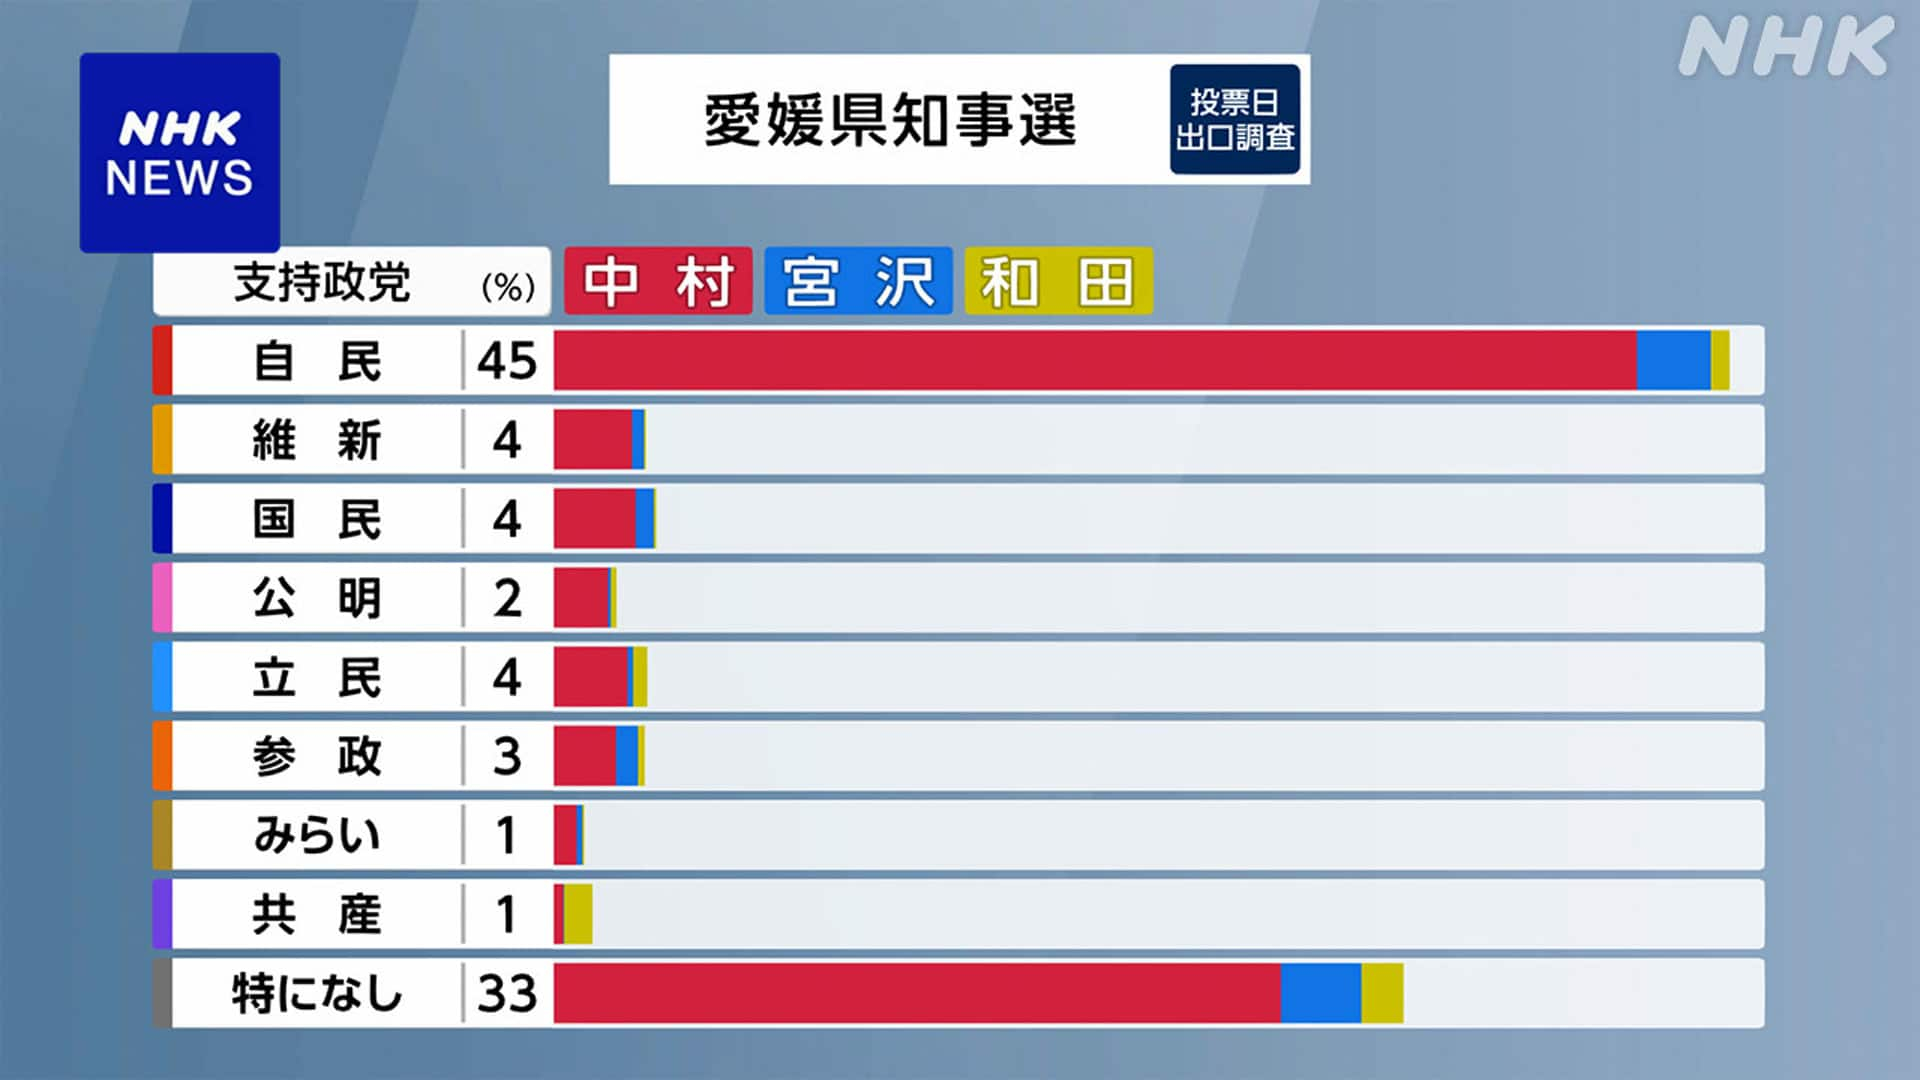 NHK
NHK
NEWS
愛媛県知事選
投票日
出口調査
支持政党 (%) 中村 宮沢 和田
自民 45
維新 4
国民 4
公明 2
立民 4
参政 3
みらい 1
共産 1
特になし 33